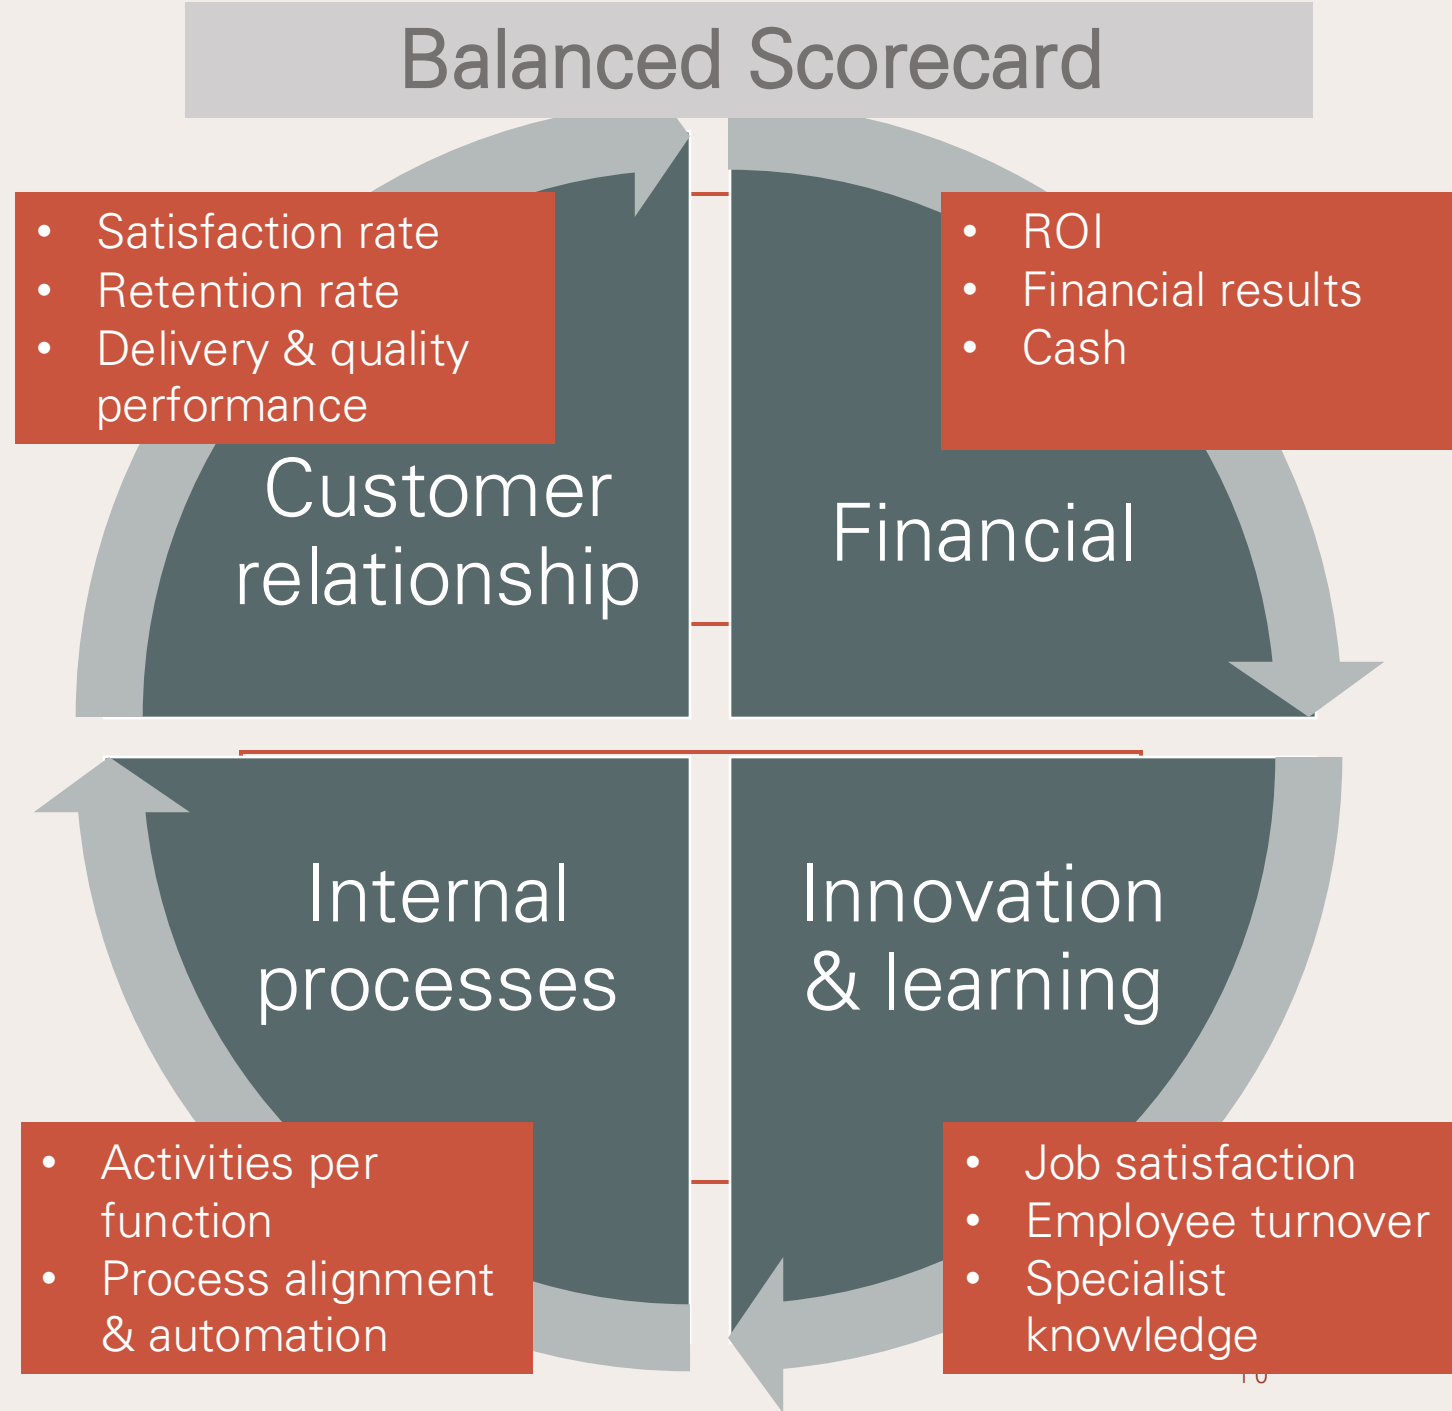 Balanced Scorecard
• Satisfaction rate
• Retention rate
• Delivery & quality
performance
Customer
relationship
• ROI
• Financial results
• Cash
Financial
Internal
processes
• Activities per
function
• Process alignment
& automation
Innovation
& learning
• Job satisfaction
• Employee turnover
• Specialist
knowledge